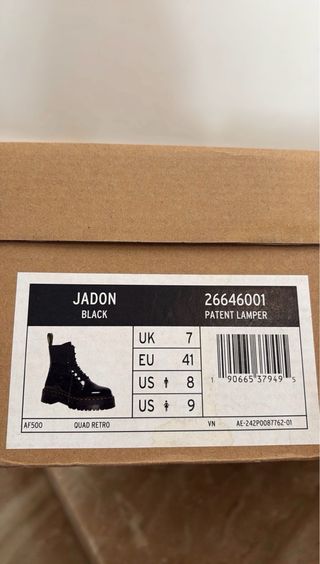 JADON
BLACK
26646001
PATENT LAMPER
UK 7
EU 41
US 8
US 9
1 90665 37949 5
AF500 QUAD RETRO VN AE-242P0087762-01